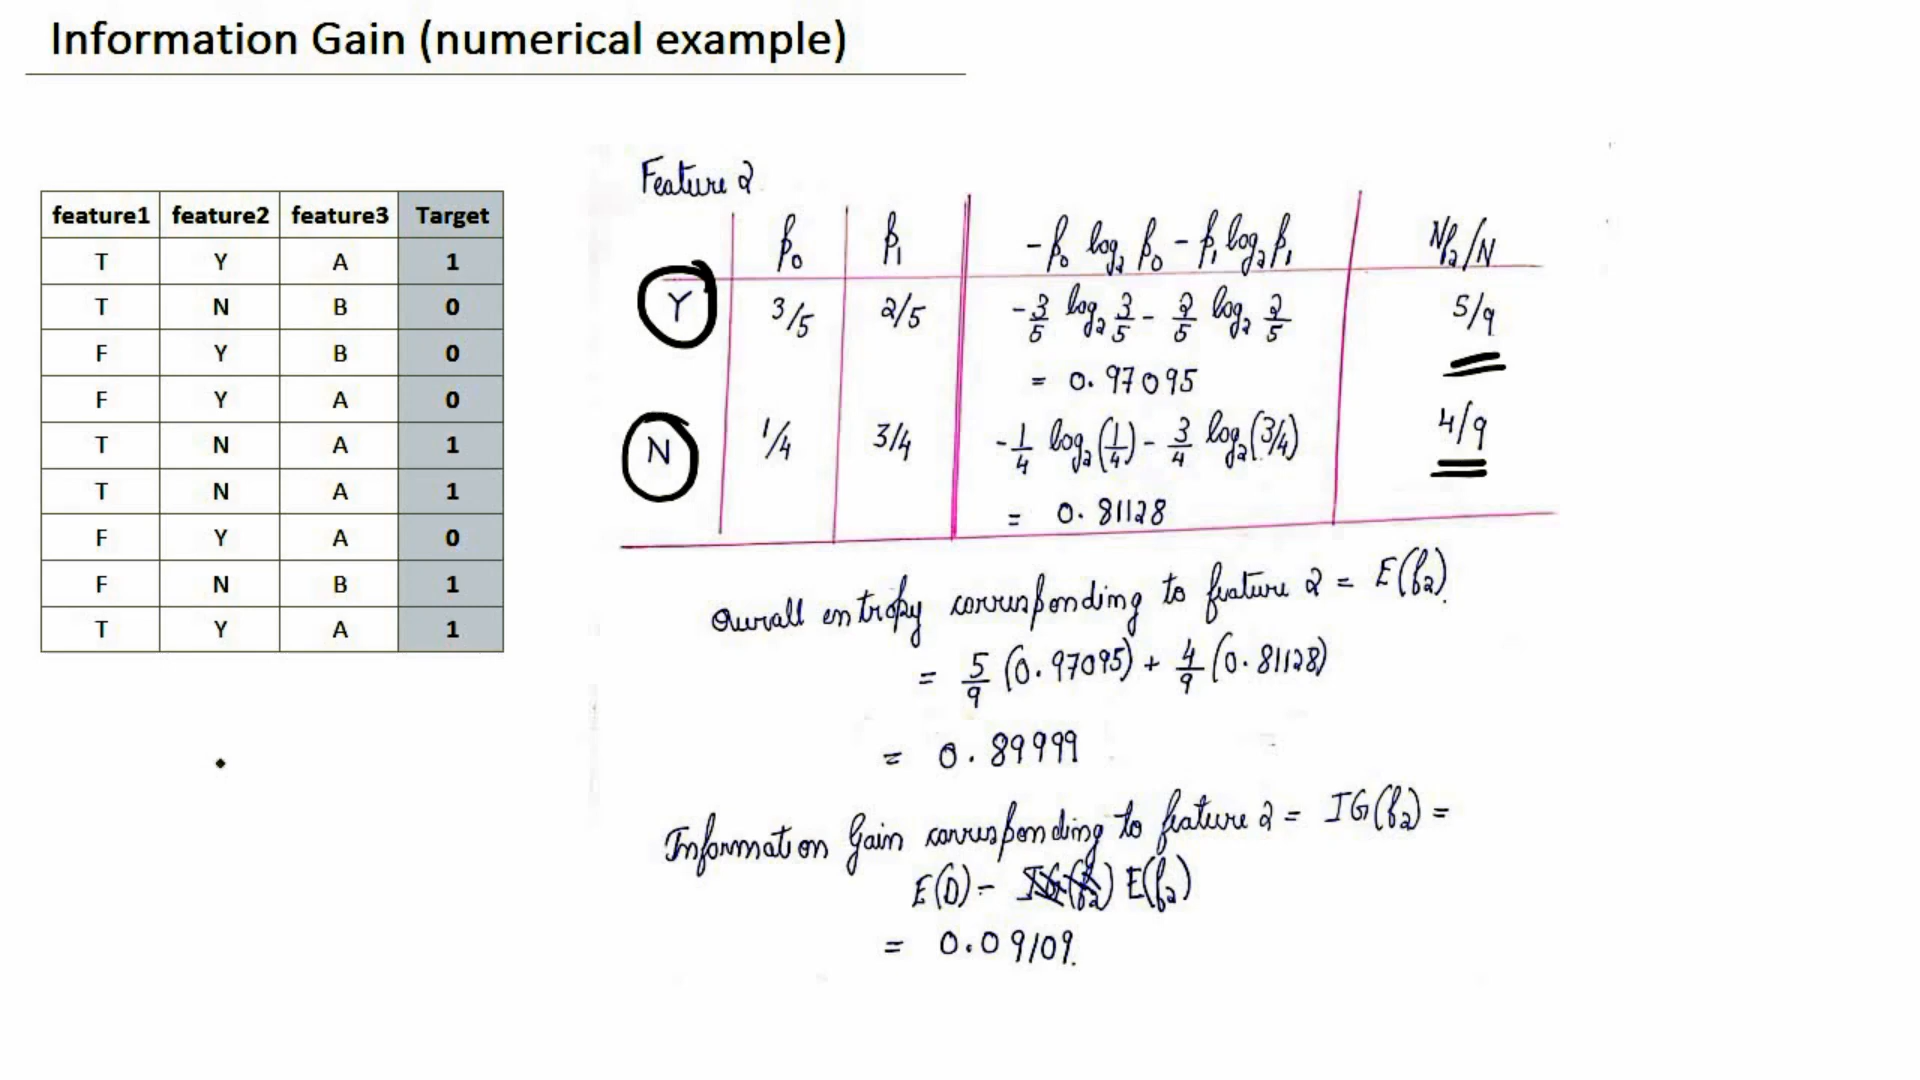 Information Gain (numerical example)
feature1 feature2 feature3 Target
T Y A 1
T N B 0
F Y B 0
F Y A 0
T N A 1
T N A 1
F Y A 0
F N B 1
T Y A 1
Feature 2
p₀ p₁ -p₀ log₂ p₀ - p₁ log₂ p₁ Nf₂/N
Y 3/5 2/5 -3/5 log₂ 3/5 - 2/5 log₂ 2/5 5/9
= 0.97095
N 1/4 3/4 -1/4 log₂(1/4) - 3/4 log₂(3/4) 4/9
= 0.81128
Overall entropy corresponding to feature 2 = E(f₂)
= 5/9 (0.97095) + 4/9 (0.81128)
= 0.89999
Information Gain corresponding to feature 2 = IG(f₂) =
E(D) - E(f₂)
= 0.09109.